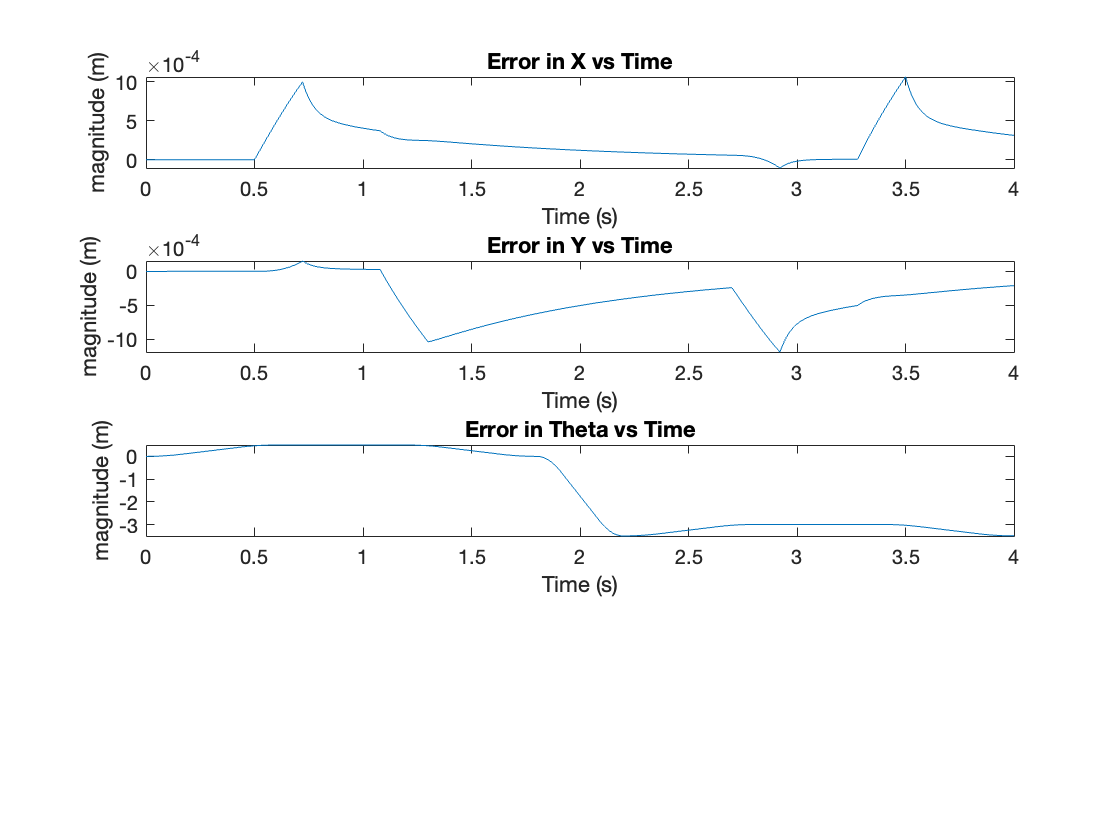 Error in X vs Time
×10-4
magnitude (m)
10
5
0
0 0.5 1 1.5 2 2.5 3 3.5 4
Time (s)
Error in Y vs Time
×10-4
magnitude (m)
0
-5
-10
0 0.5 1 1.5 2 2.5 3 3.5 4
Time (s)
Error in Theta vs Time
magnitude (m)
0
-1
-2
-3
0 0.5 1 1.5 2 2.5 3 3.5 4
Time (s)